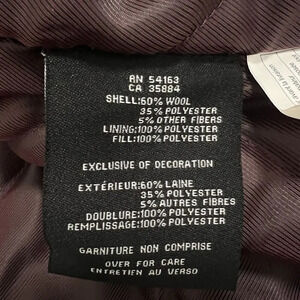 RN 54163
CA 35884
SHELL:60% WOOL
35% POLYESTER
5% OTHER FIBERS
LINING:100% POLYESTER
FILL:100% POLYESTER
EXCLUSIVE OF DECORATION
EXTÉRIEUR:60% LAINE
35% POLYESTER
5% AUTRES FIBRES
DOUBLURE:100% POLYESTER
REMPLISSAGE:100% POLYESTER
GARNITURE NON COMPRISE
OVER FOR CARE
ENTRETIEN AU VERSO